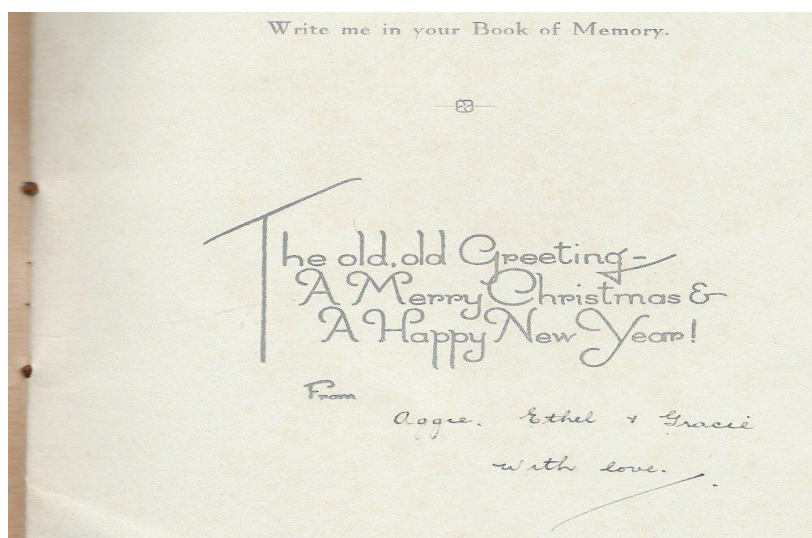 Write me in your Book of Memory.
The old, old Greeting-
A Merry Christmas &
A Happy New Year!
From
Aggie. Ethel & Gracie
with love.